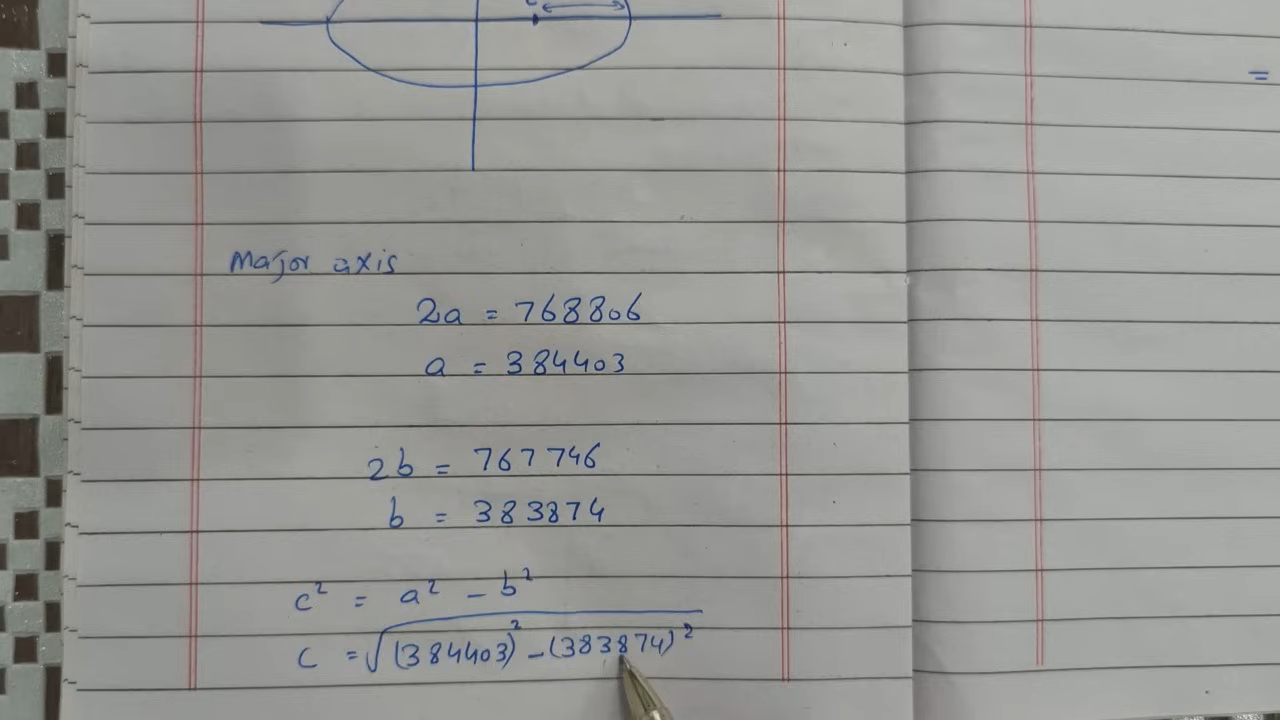 =
Major axis
2a = 768806
a = 384403
2b = 767746
b = 383874
c² = a² - b²
c = √(384403)² - (383874)²